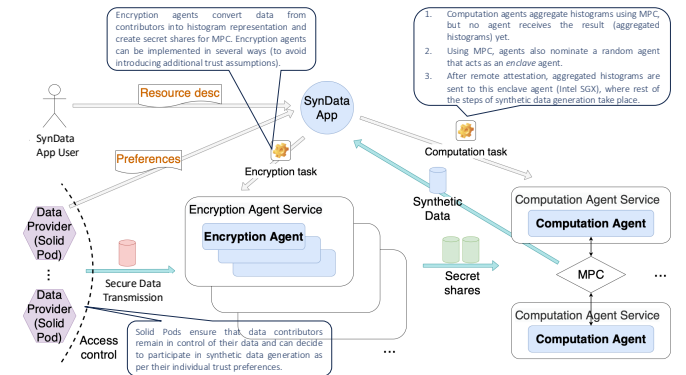 Encryption agents convert data from
contributors into histogram representation and
create secret shares for MPC. Encryption agents
can be implemented in several ways (to avoid
introducing additional trust assumptions).
1. Computation agents aggregate histograms using MPC,
but no agent receives the result (aggregated
histograms) yet.
2. Using MPC, agents also nominate a random agent
that acts as an enclave agent.
3. After remote attestation, aggregated histograms are
sent to this enclave agent (Intel SGX), where rest of
the steps of synthetic data generation take place.
Resource desc
SynData
App
SynData
App User
Preferences
Encryption task
Computation task
Synthetic
Data
Data
Provider
(Solid
Pod)
Data
Provider
(Solid
Pod)
Secure Data
Transmission
Access
control
Encryption Agent Service
Encryption Agent
...
Secret
shares
Computation Agent Service
Computation Agent
MPC
...
Computation Agent Service
Computation Agent
Solid Pods ensure that data contributors
remain in control of their data and can decide
to participate in synthetic data generation as
per their individual trust preferences.